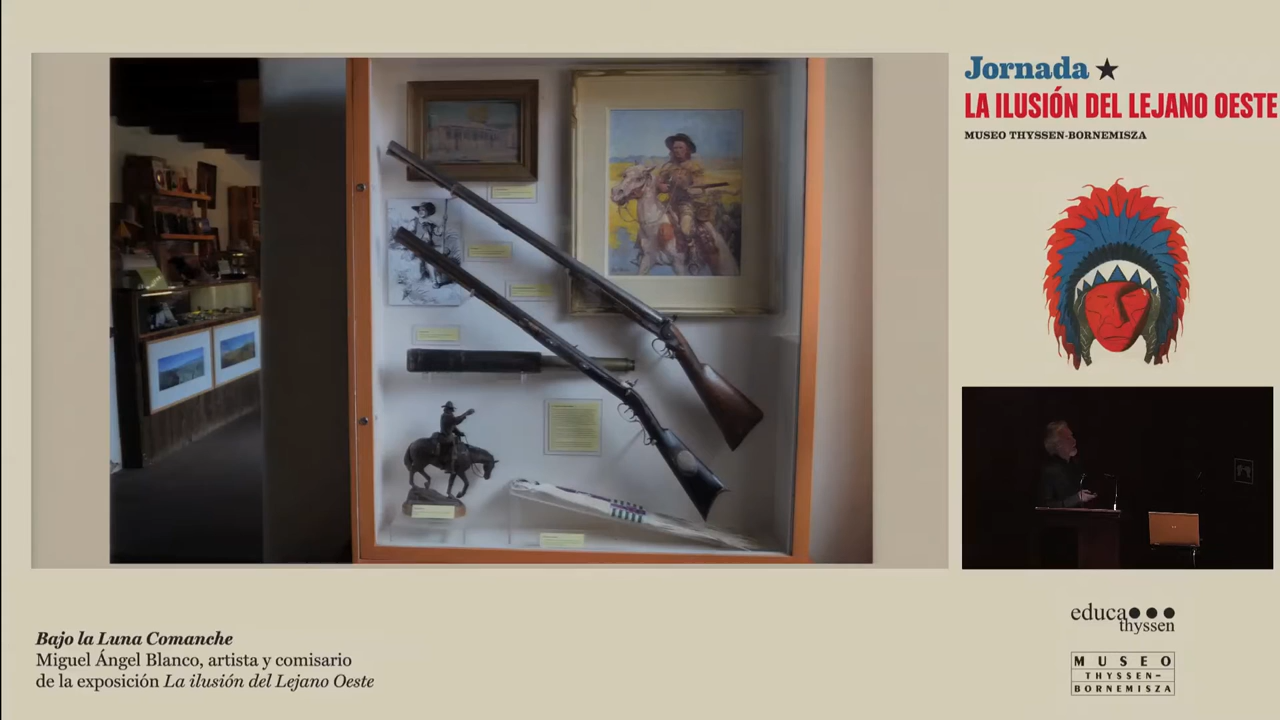 Jornada
LA ILUSIÓN DEL LEJANO OESTE
MUSEO THYSSEN-BORNEMISZA
Bajo la Luna Comanche
Miguel Ángel Blanco, artista y comisario
de la exposición La ilusión del Lejano Oeste
educa
thyssen
MUSEO
THYSSEN-
BORNEMISZA